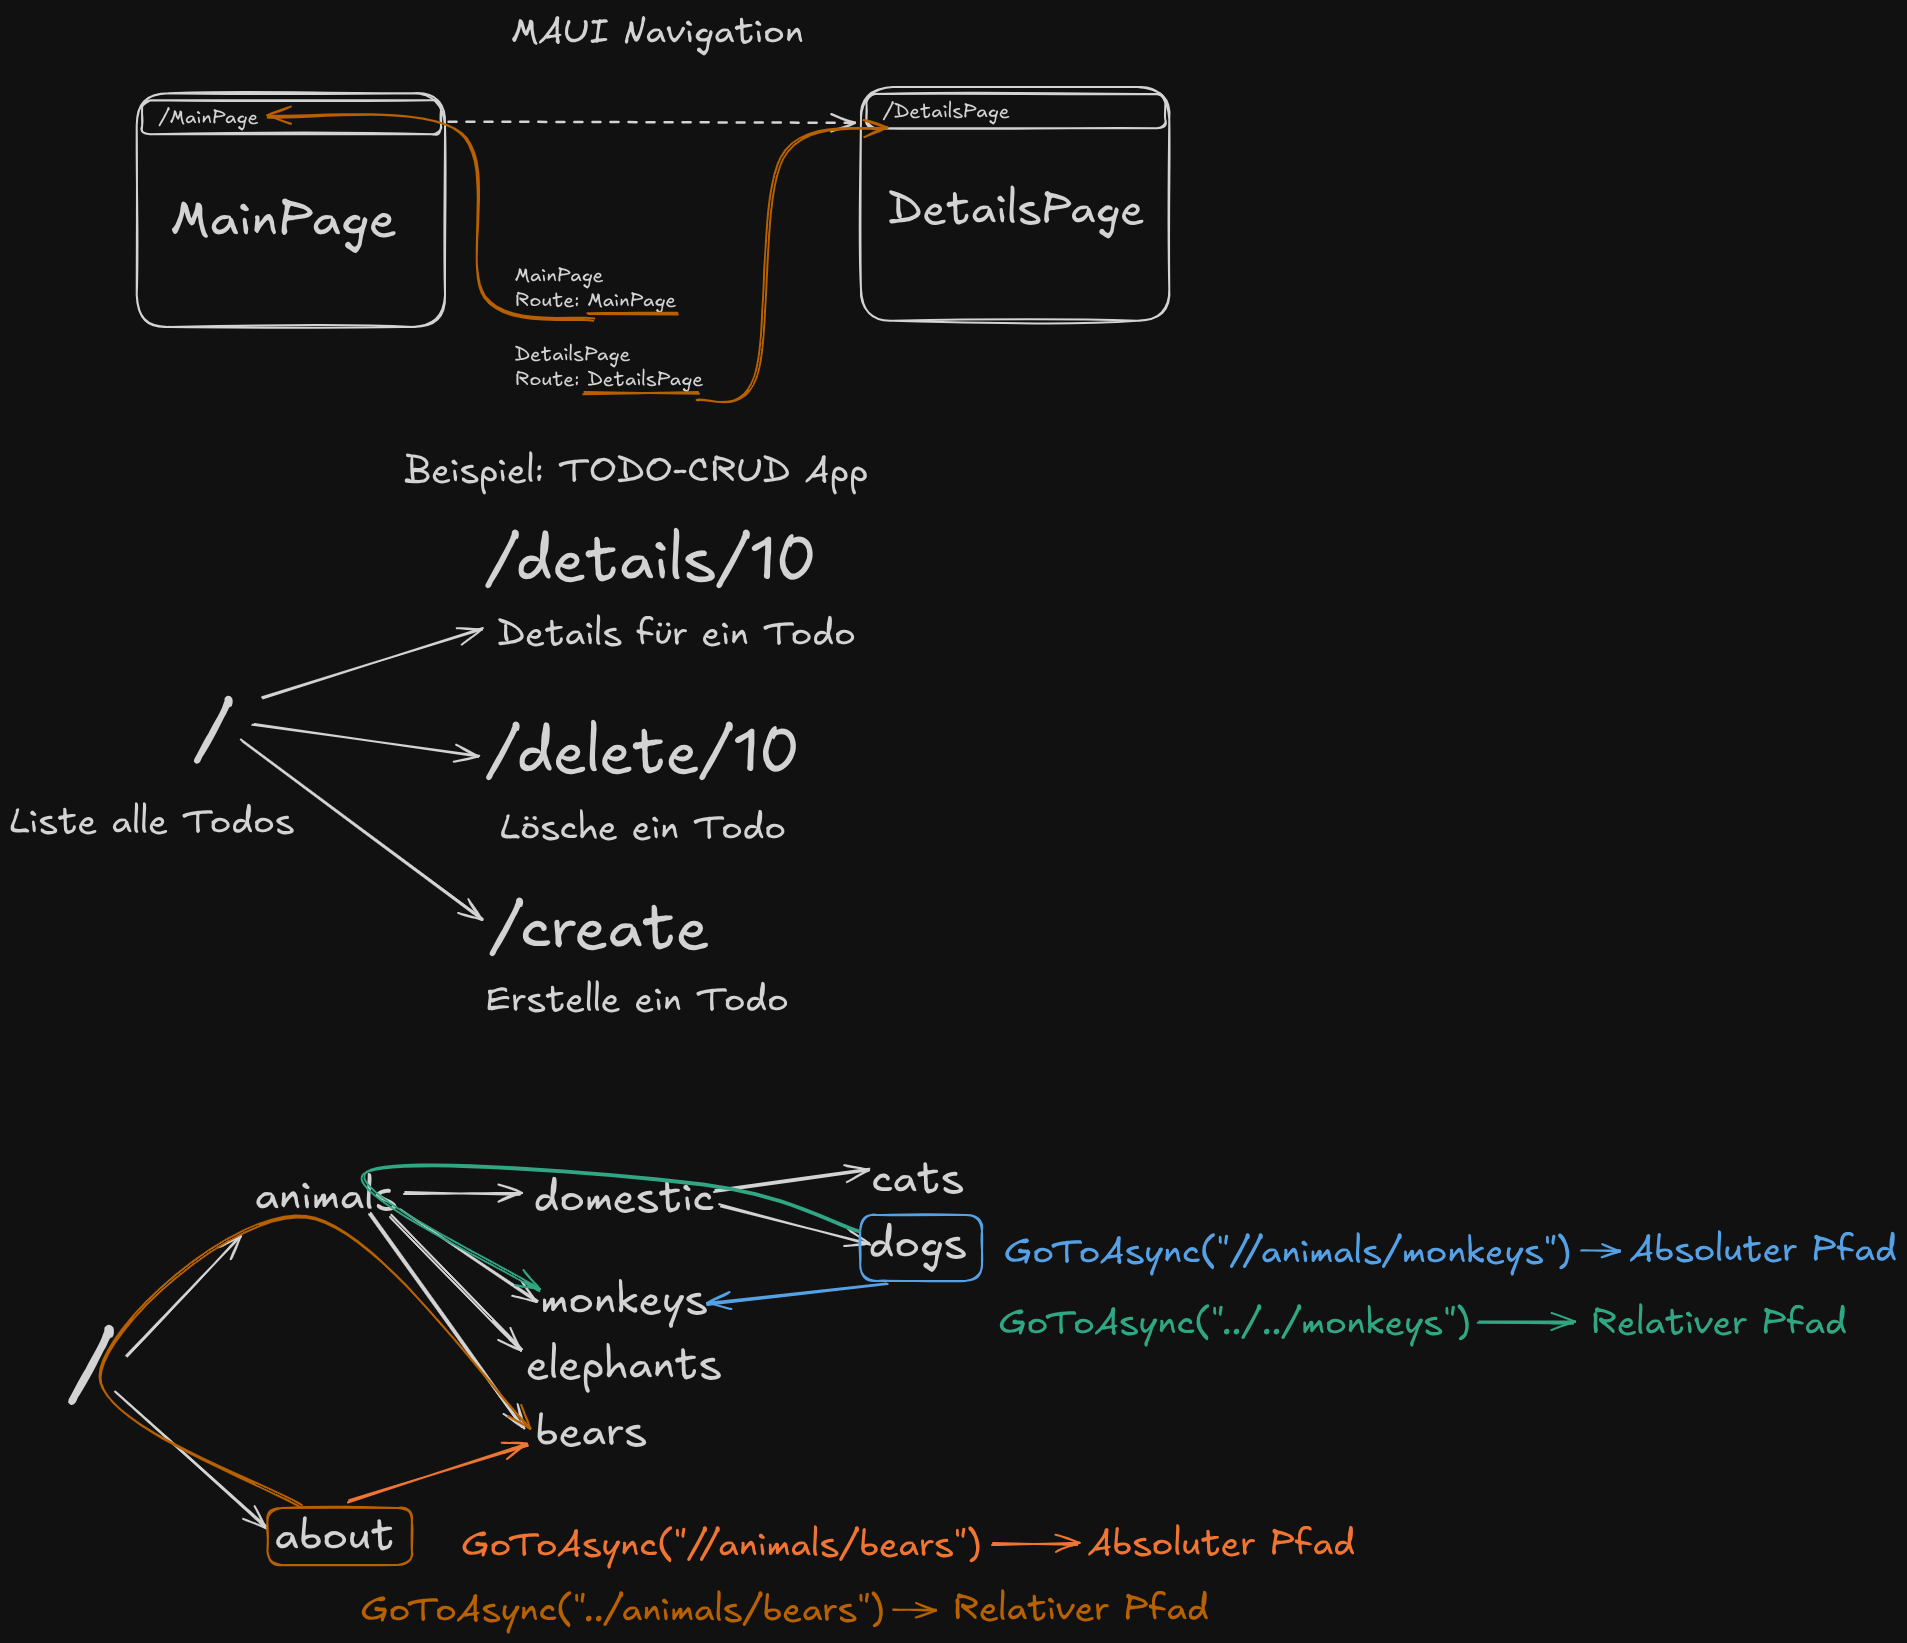 MAUI Navigation
/MainPage
/DetailsPage
MainPage
DetailsPage
MainPage
Route: MainPage
DetailsPage
Route: DetailsPage
Beispiel: TODO-CRUD App
/details/10
Details für ein Todo
/
/delete/10
Liste alle Todos
Lösche ein Todo
/create
Erstelle ein Todo
cats
animals
domestic
dogs
GoToAsync("//animals/monkeys")
Absoluter Pfad
monkeys
GoToAsync("../../monkeys")
Relativer Pfad
/
elephants
bears
about
GoToAsync("//animals/bears")
Absoluter Pfad
GoToAsync("../animals/bears")
Relativer Pfad